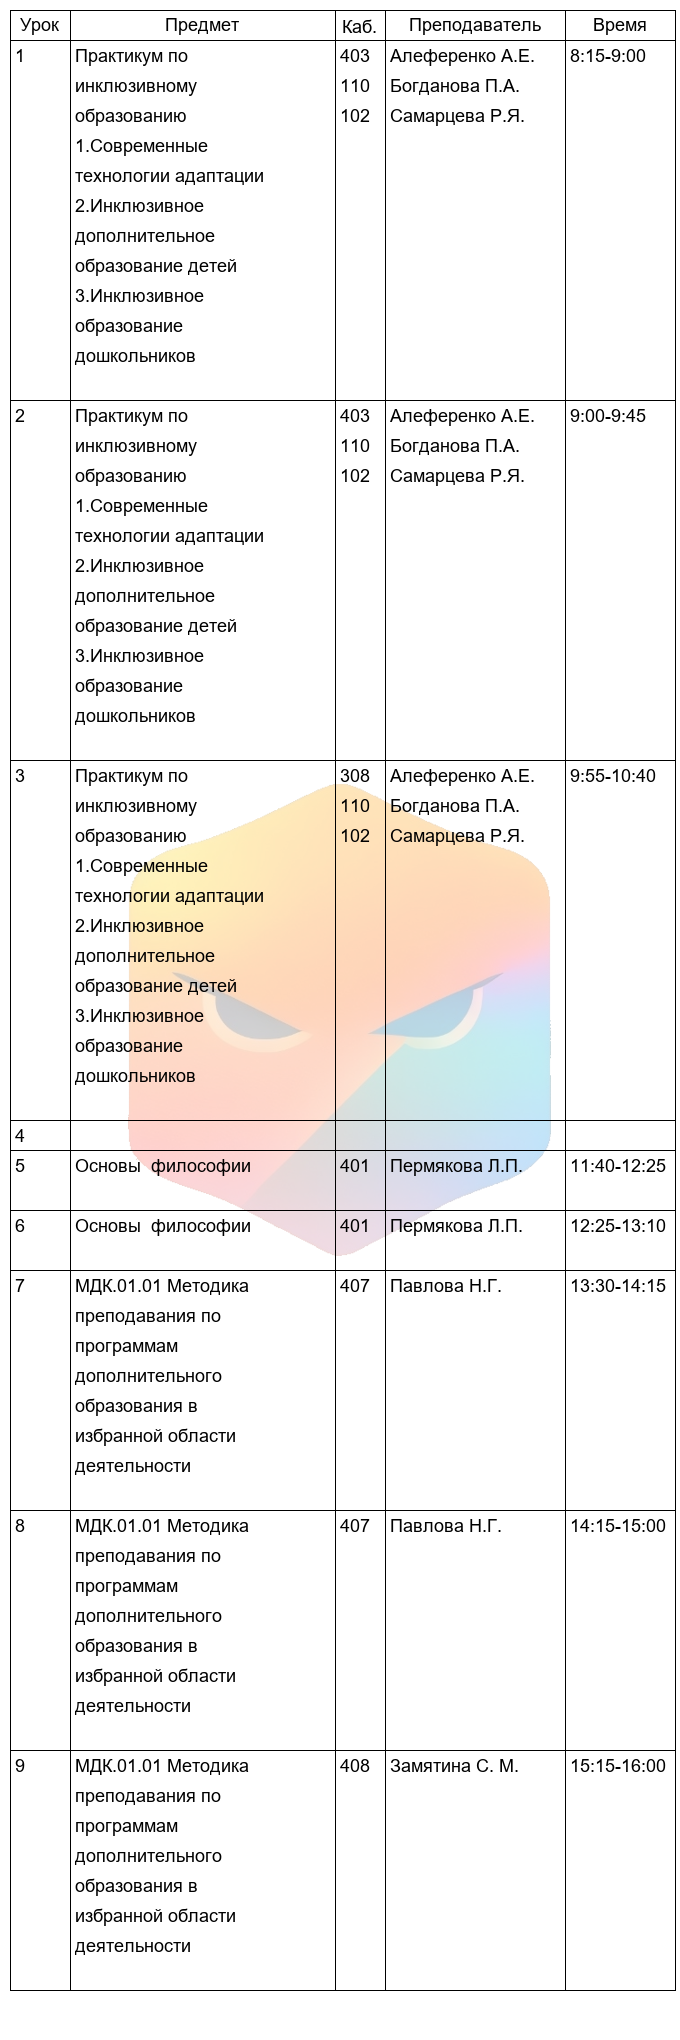 Урок Предмет Каб. Преподаватель Время
1 Практикум по 403 Алеференко А.Е. 8:15-9:00
инклюзивному 110 Богданова П.А.
образованию 102 Самарцева Р.Я.
1.Современные
технологии адаптации
2.Инклюзивное
дополнительное
образование детей
3.Инклюзивное
образование
дошкольников
2 Практикум по 403 Алеференко А.Е. 9:00-9:45
инклюзивному 110 Богданова П.А.
образованию 102 Самарцева Р.Я.
1.Современные
технологии адаптации
2.Инклюзивное
дополнительное
образование детей
3.Инклюзивное
образование
дошкольников
3 Практикум по 308 Алеференко А.Е. 9:55-10:40
инклюзивному 110 Богданова П.А.
образованию 102 Самарцева Р.Я.
1.Современные
технологии адаптации
2.Инклюзивное
дополнительное
образование детей
3.Инклюзивное
образование
дошкольников
4
5 Основы  философии 401 Пермякова Л.П. 11:40-12:25
6 Основы  философии 401 Пермякова Л.П. 12:25-13:10
7 МДК.01.01 Методика 407 Павлова Н.Г. 13:30-14:15
преподавания по
программам
дополнительного
образования в
избранной области
деятельности
8 МДК.01.01 Методика 407 Павлова Н.Г. 14:15-15:00
преподавания по
программам
дополнительного
образования в
избранной области
деятельности
9 МДК.01.01 Методика 408 Замятина С. М. 15:15-16:00
преподавания по
программам
дополнительного
образования в
избранной области
деятельности